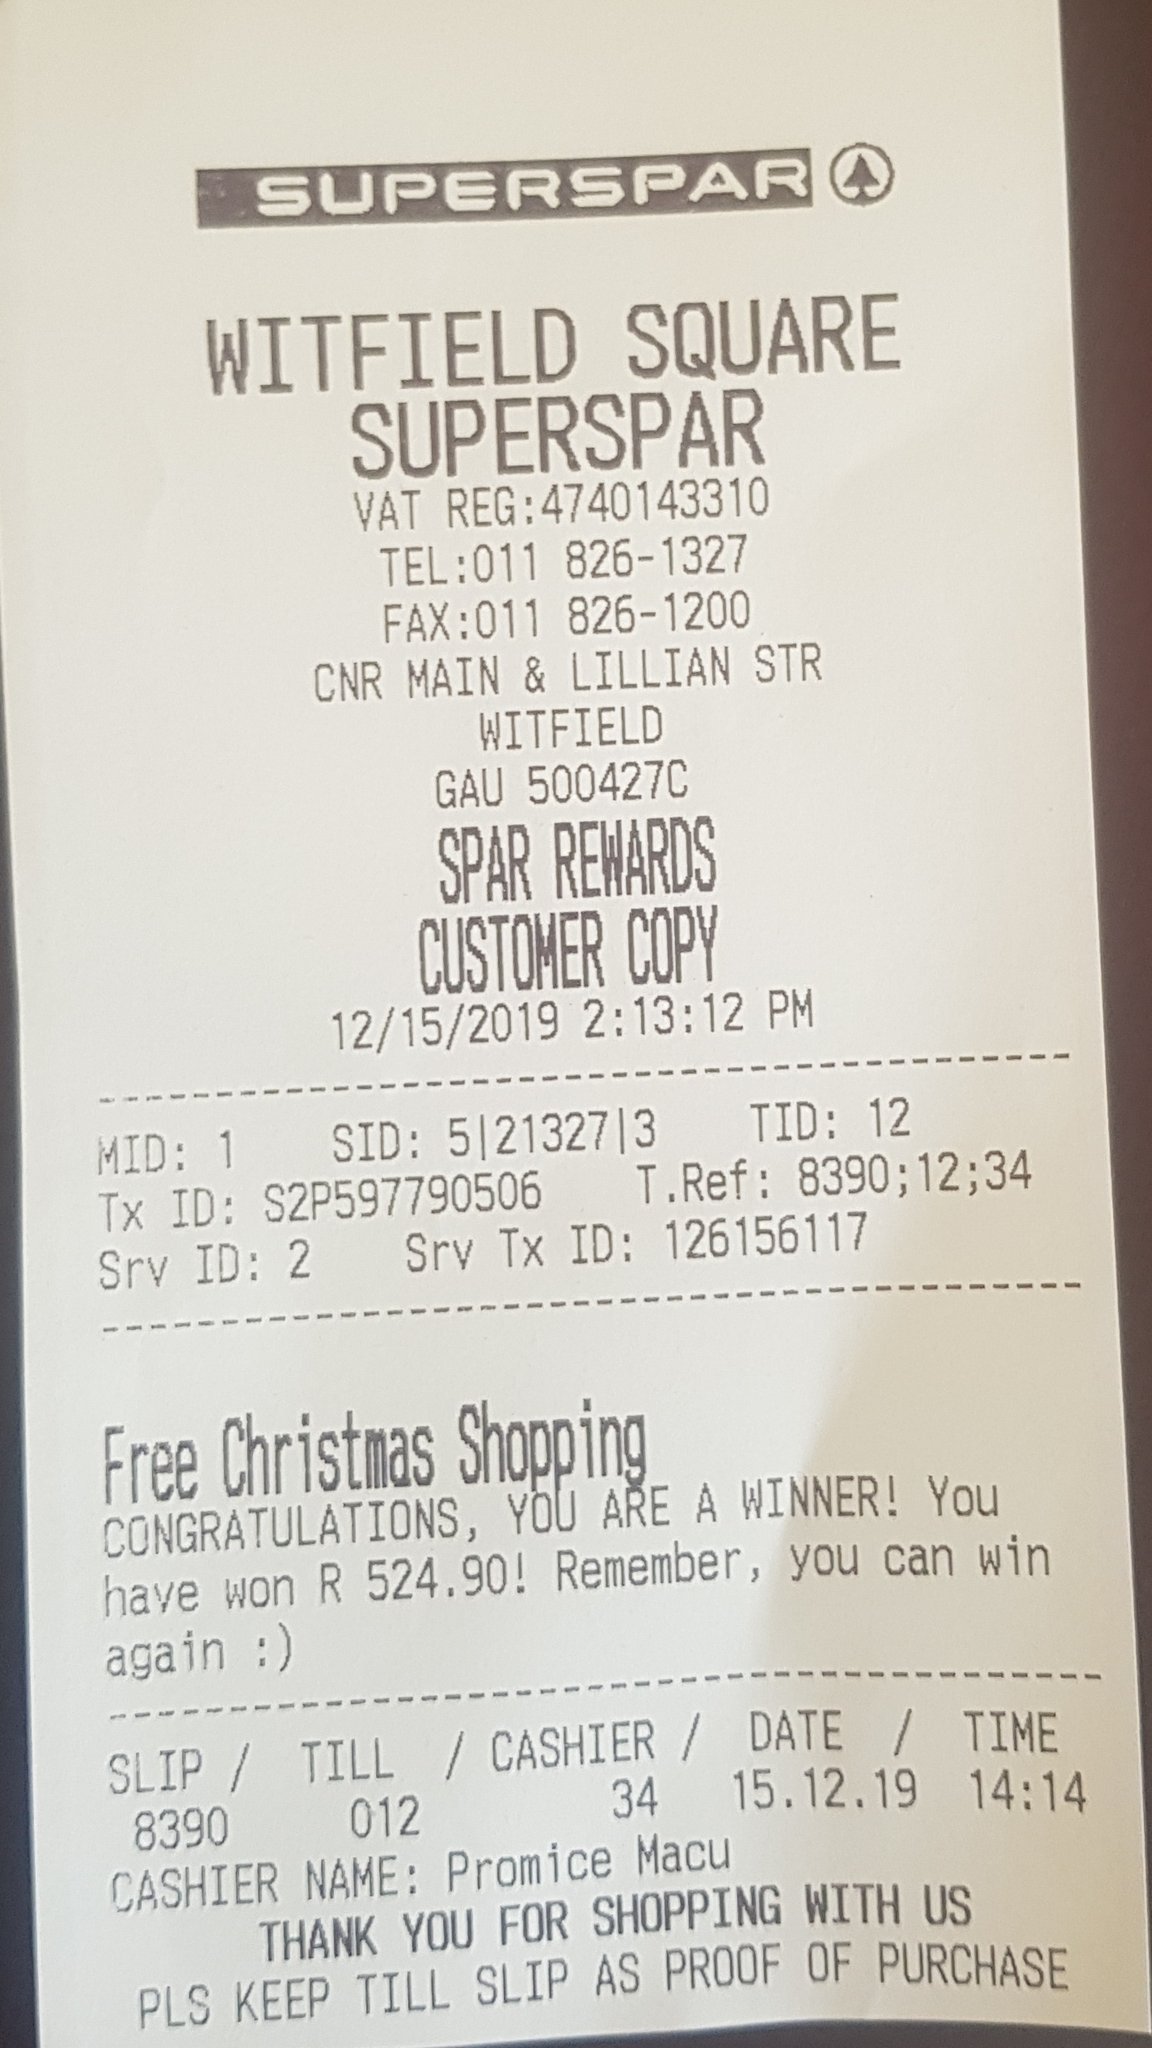 SUPERSPAR
WITFIELD SQUARE
SUPERSPAR
VAT REG:4740143310
TEL:011 826-1327
FAX:011 826-1200
CNR MAIN & LILLIAN STR
WITFIELD
GAU 500427C
SPAR REWARDS
CUSTOMER COPY
12/15/2019 2:13:12 PM
MID: 1 SID: 5|21327|3 TID: 12
Tx ID: S2P597790506 T.Ref: 8390;12;34
Srv ID: 2 Srv Tx ID: 126156117
Free Christmas Shopping
CONGRATULATIONS, YOU ARE A WINNER! You
have won R 524.90! Remember, you can win
again :)
SLIP / TILL / CASHIER / DATE / TIME
8390 012 34 15.12.19 14:14
CASHIER NAME: Promice Macu
THANK YOU FOR SHOPPING WITH US
PLS KEEP TILL SLIP AS PROOF OF PURCHASE